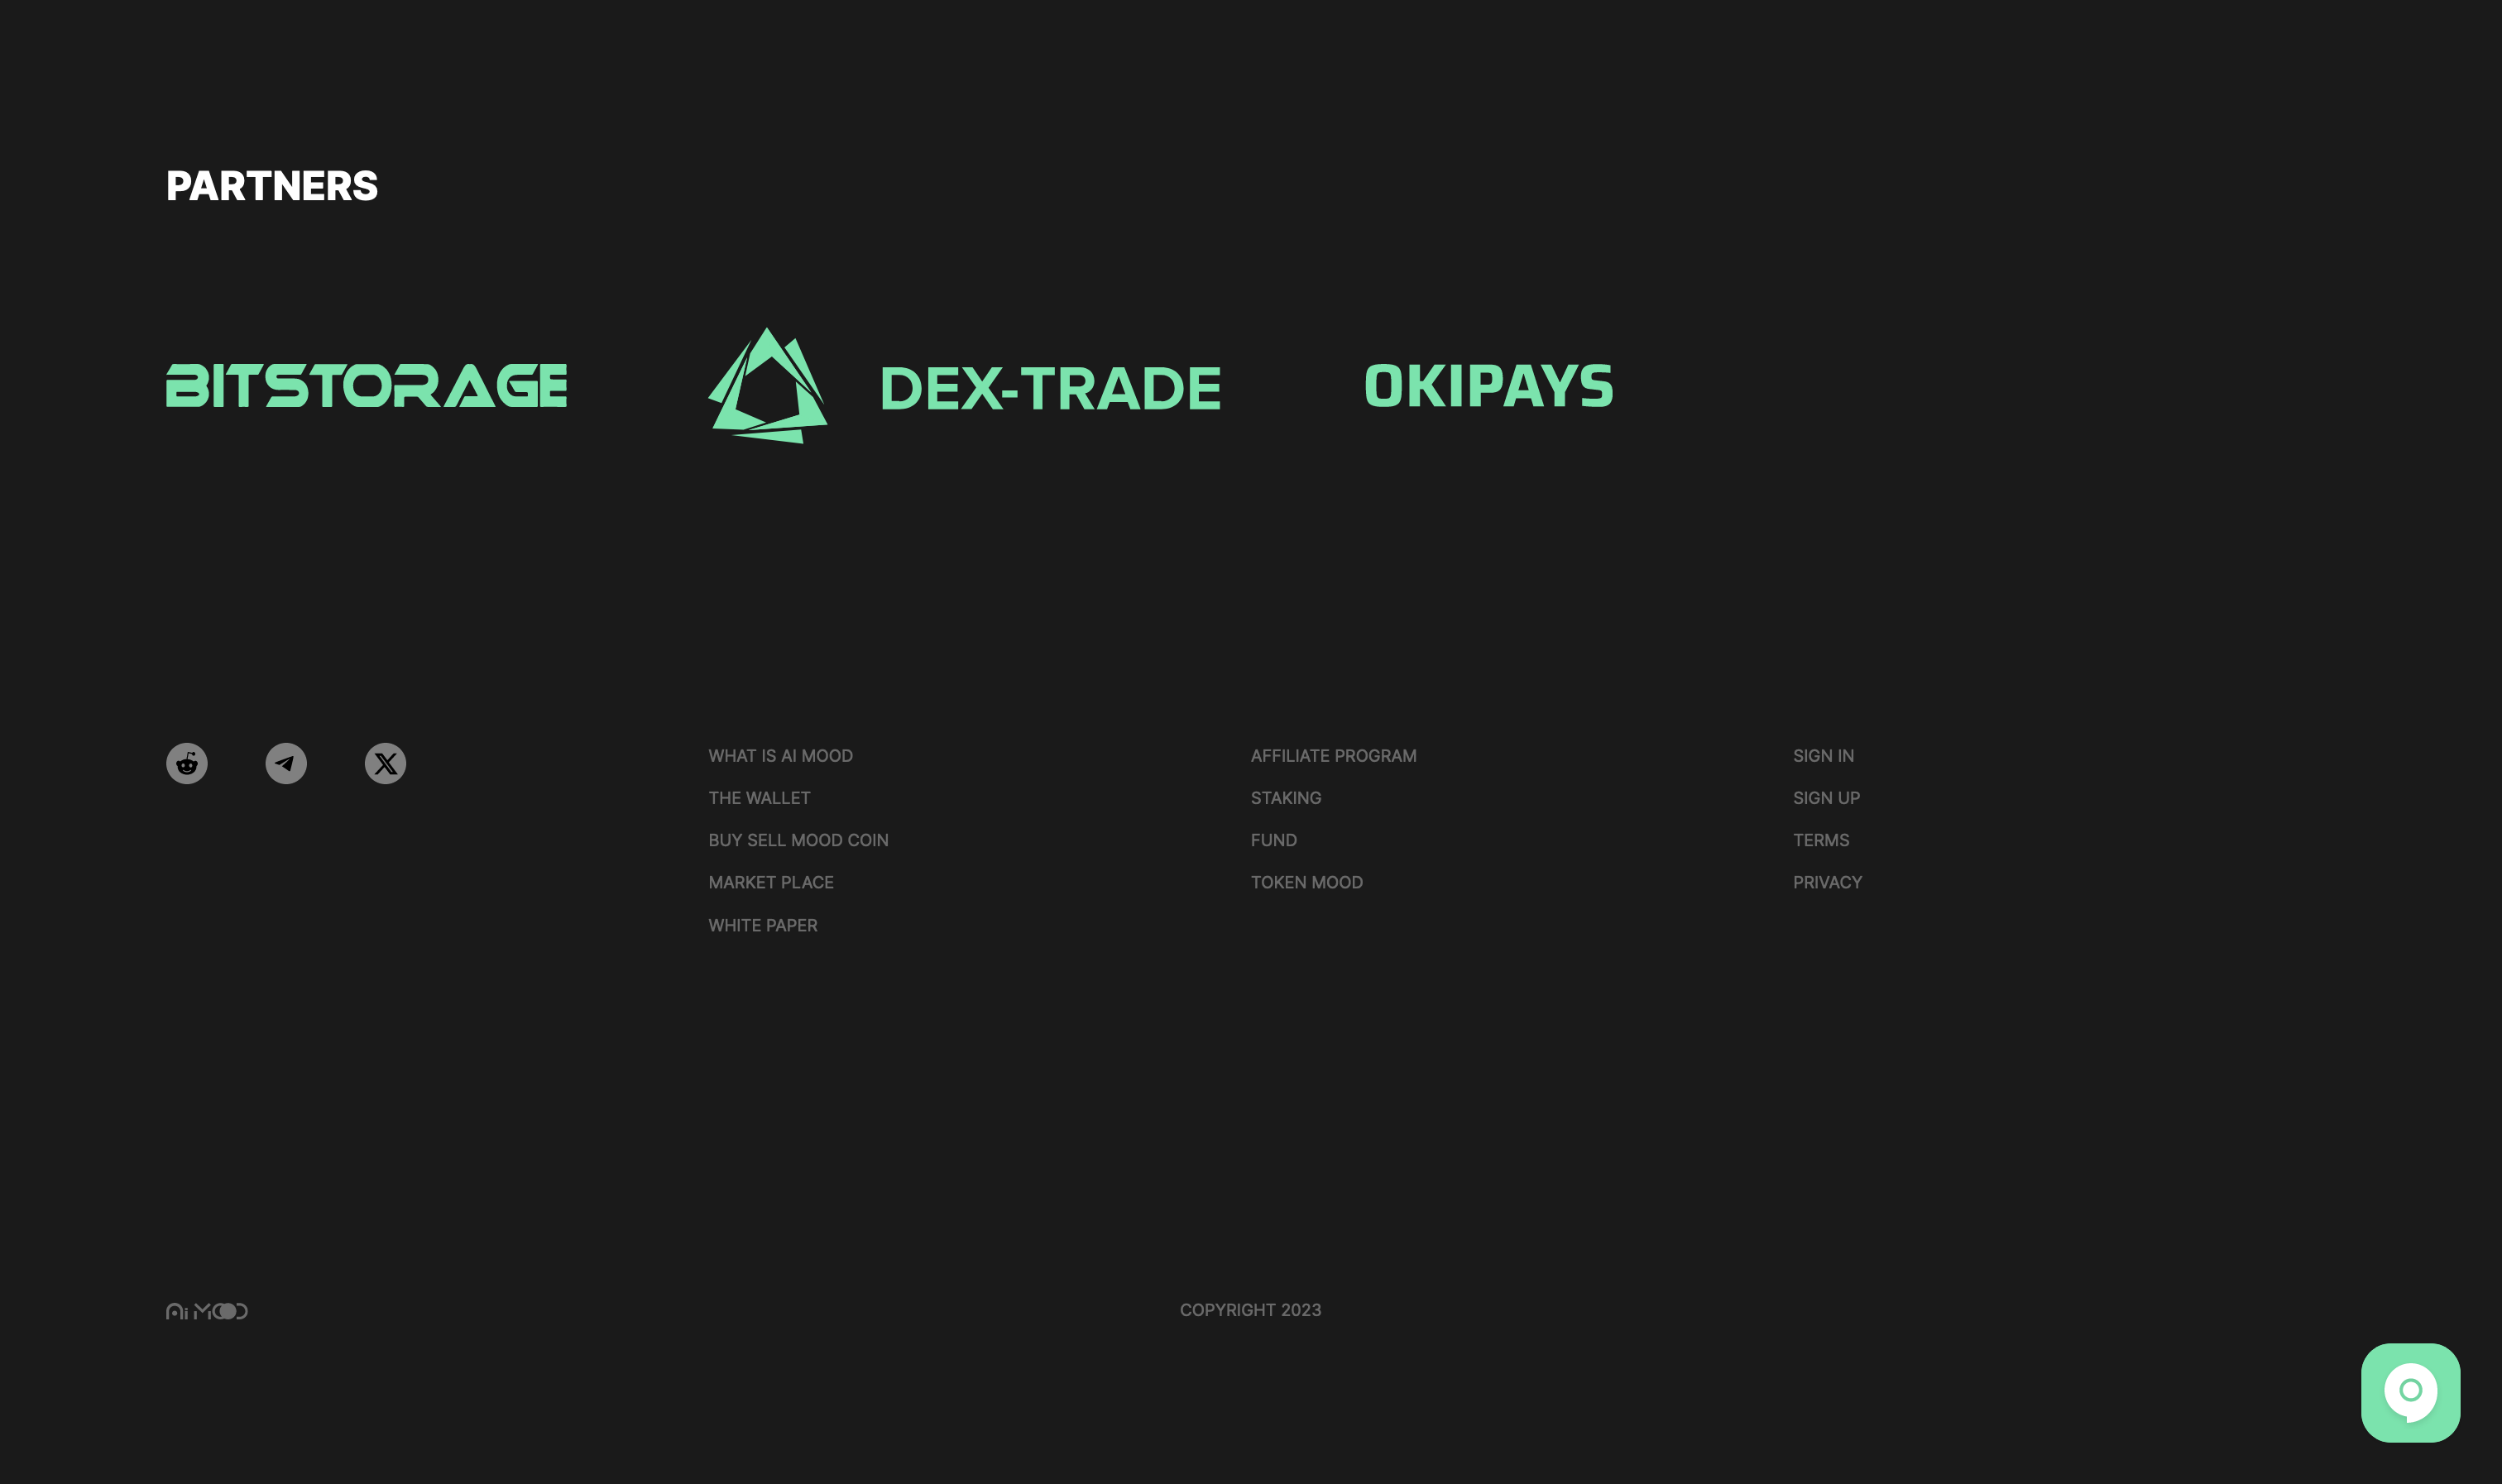 PARTNERS
BITSTORAGE
DEX-TRADE
OKIPAYS
WHAT IS AI MOOD
THE WALLET
BUY SELL MOOD COIN
MARKET PLACE
WHITE PAPER
AFFILIATE PROGRAM
STAKING
FUND
TOKEN MOOD
SIGN IN
SIGN UP
TERMS
PRIVACY
Ai MOOD
COPYRIGHT 2023